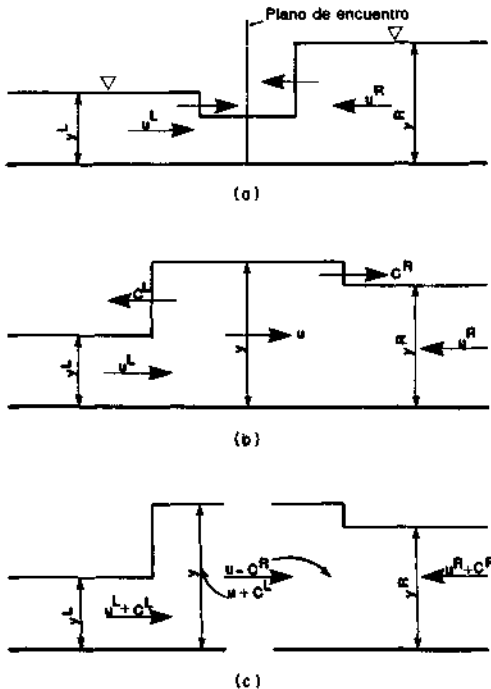 Plano de encuentro
u^L
u^R
y^L
y^R
(a)
C^L
C^R
u
y
u^L
u^R
y^L
y^R
(b)
u - C^R
u + C^L
y
u^L + C^L
u^R + C^R
y^L
y^R
(c)